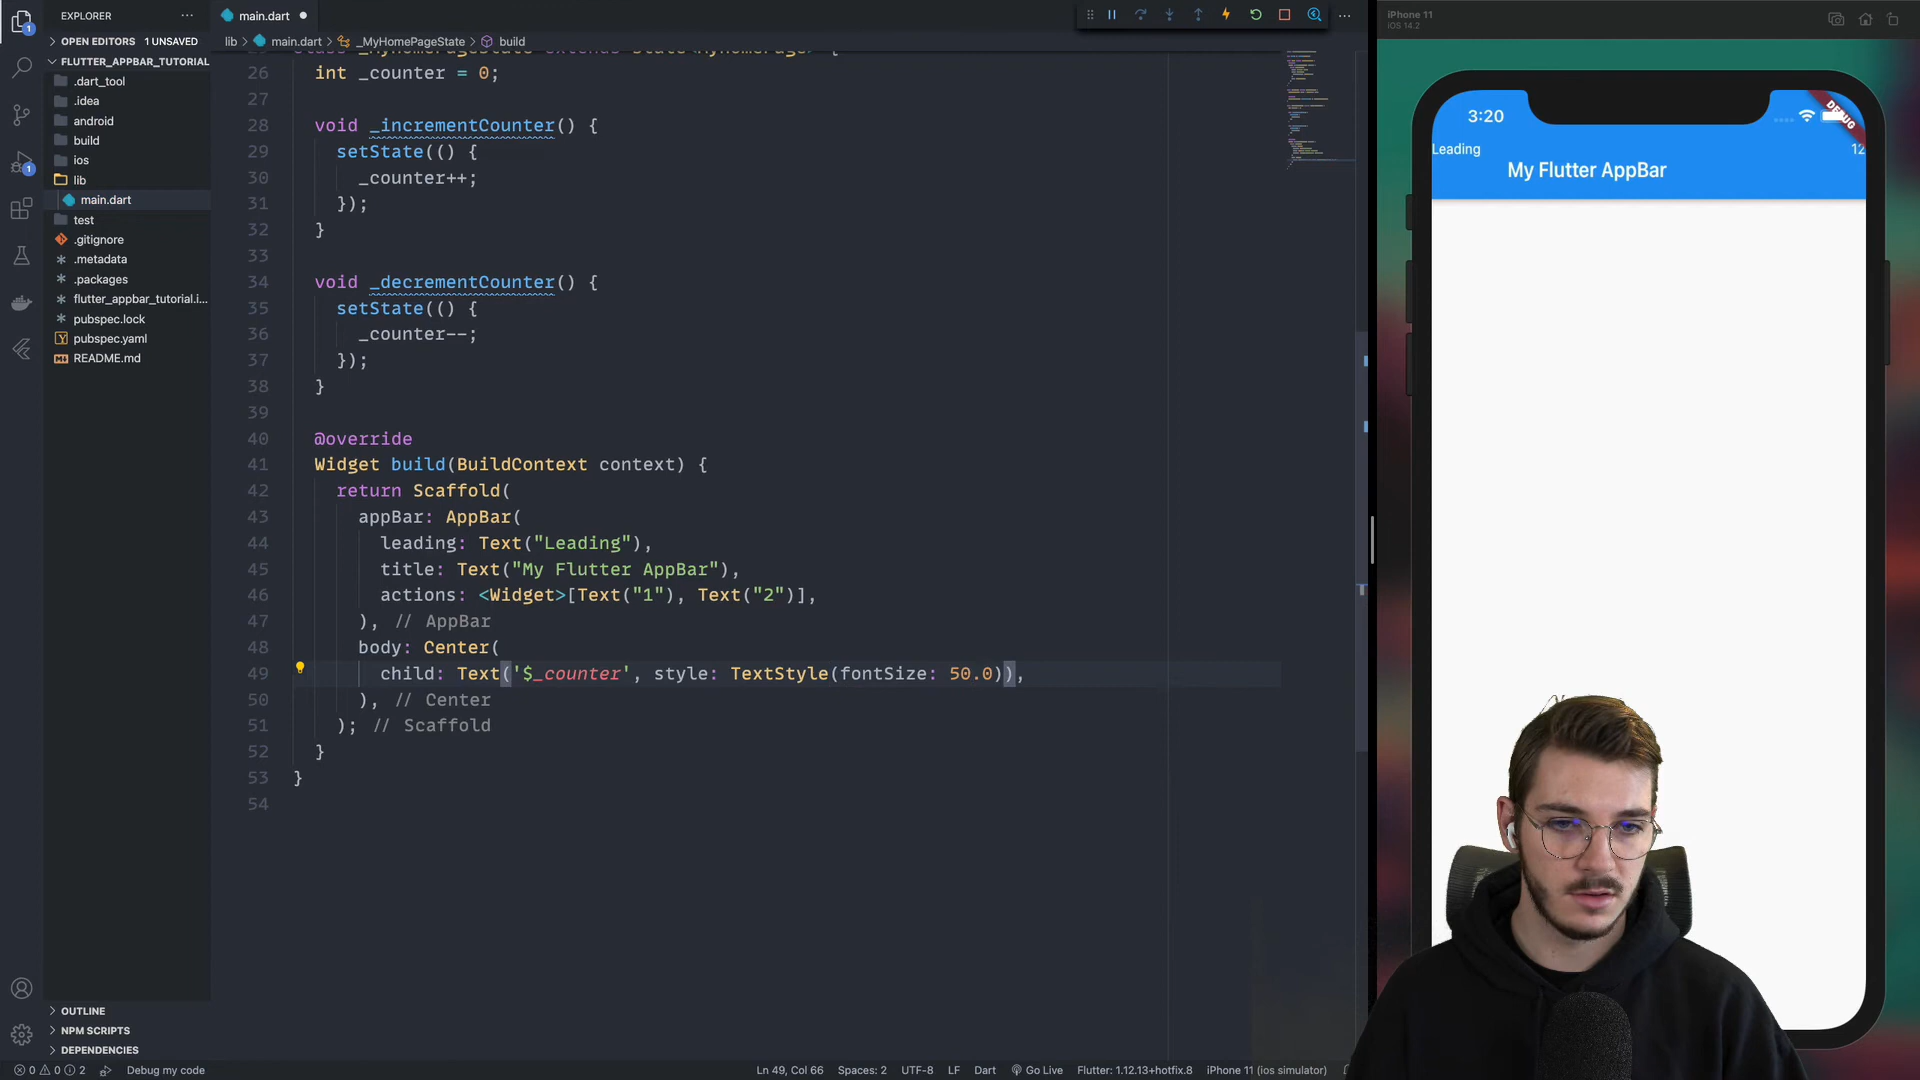 EXPLORER
OPEN EDITORS 1 UNSAVED
FLUTTER_APPBAR_TUTORIAL
.dart_tool
.idea
android
build
ios
lib
main.dart
test
.gitignore
.metadata
.packages
flutter_appbar_tutorial.i...
pubspec.lock
pubspec.yaml
README.md
OUTLINE
NPM SCRIPTS
DEPENDENCIES
main.dart
lib > main.dart > _MyHomePageState > build
26 int _counter = 0;
27
28 void _incrementCounter() {
29 setState(() {
30 _counter++;
31 });
32 }
33
34 void _decrementCounter() {
35 setState(() {
36 _counter--;
37 });
38 }
39
40 @override
41 Widget build(BuildContext context) {
42 return Scaffold(
43 appBar: AppBar(
44 leading: Text("Leading"),
45 title: Text("My Flutter AppBar"),
46 actions: <Widget>[Text("1"), Text("2")],
47 ), // AppBar
48 body: Center(
49 child: Text('$_counter', style: TextStyle(fontSize: 50.0)),
50 ), // Center
51 ); // Scaffold
52 }
53 }
54
0 0 2 Debug my code
Ln 49, Col 66 Spaces: 2 UTF-8 LF Dart Go Live Flutter: 1.12.13+hotfix.8 iPhone 11 (ios simulator)
iPhone 11
iOS 14.2
3:20
DEBUG
Leading
12
My Flutter AppBar